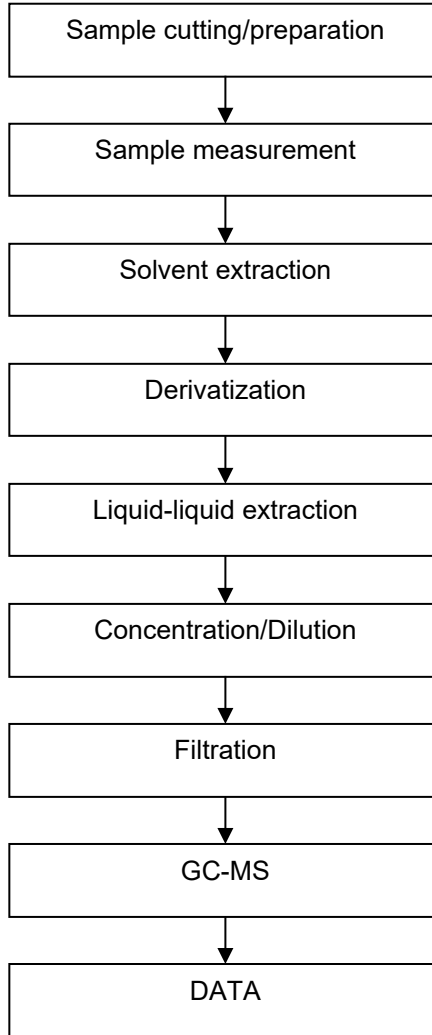 Sample cutting/preparation
Sample measurement
Solvent extraction
Derivatization
Liquid-liquid extraction
Concentration/Dilution
Filtration
GC-MS
DATA